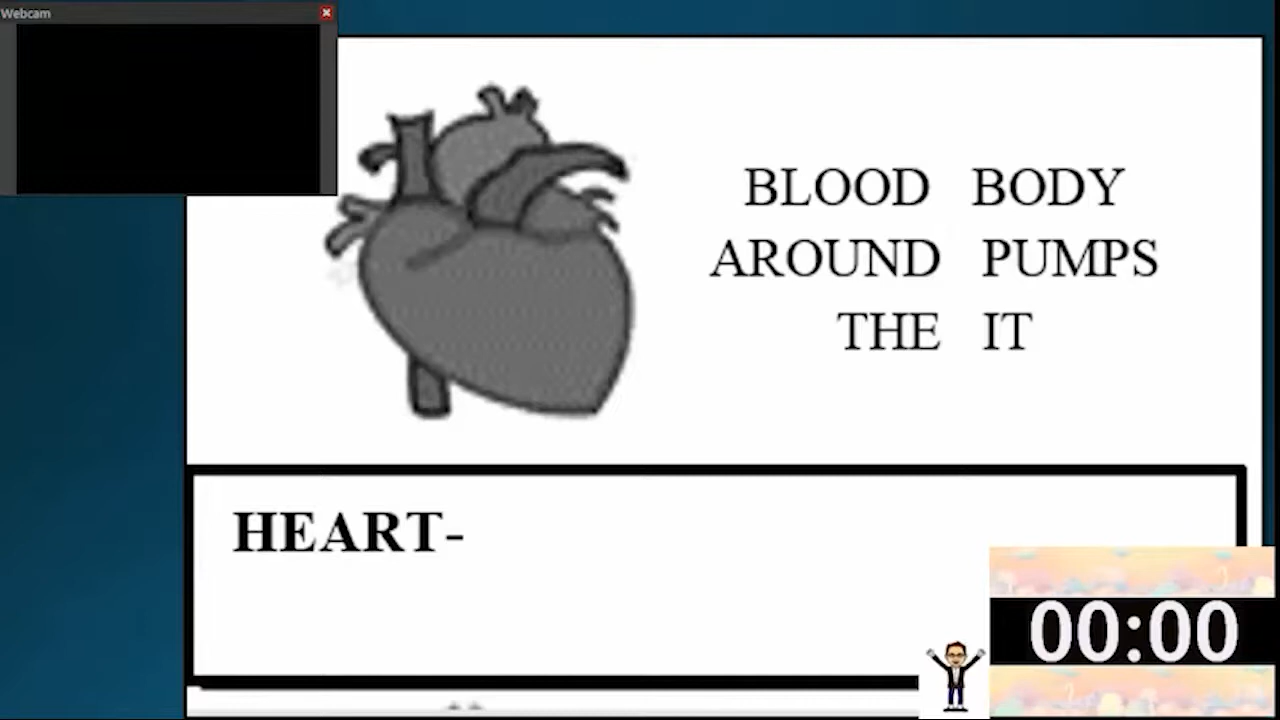 Webcam
BLOOD BODY
AROUND PUMPS
THE IT
HEART-
00:00